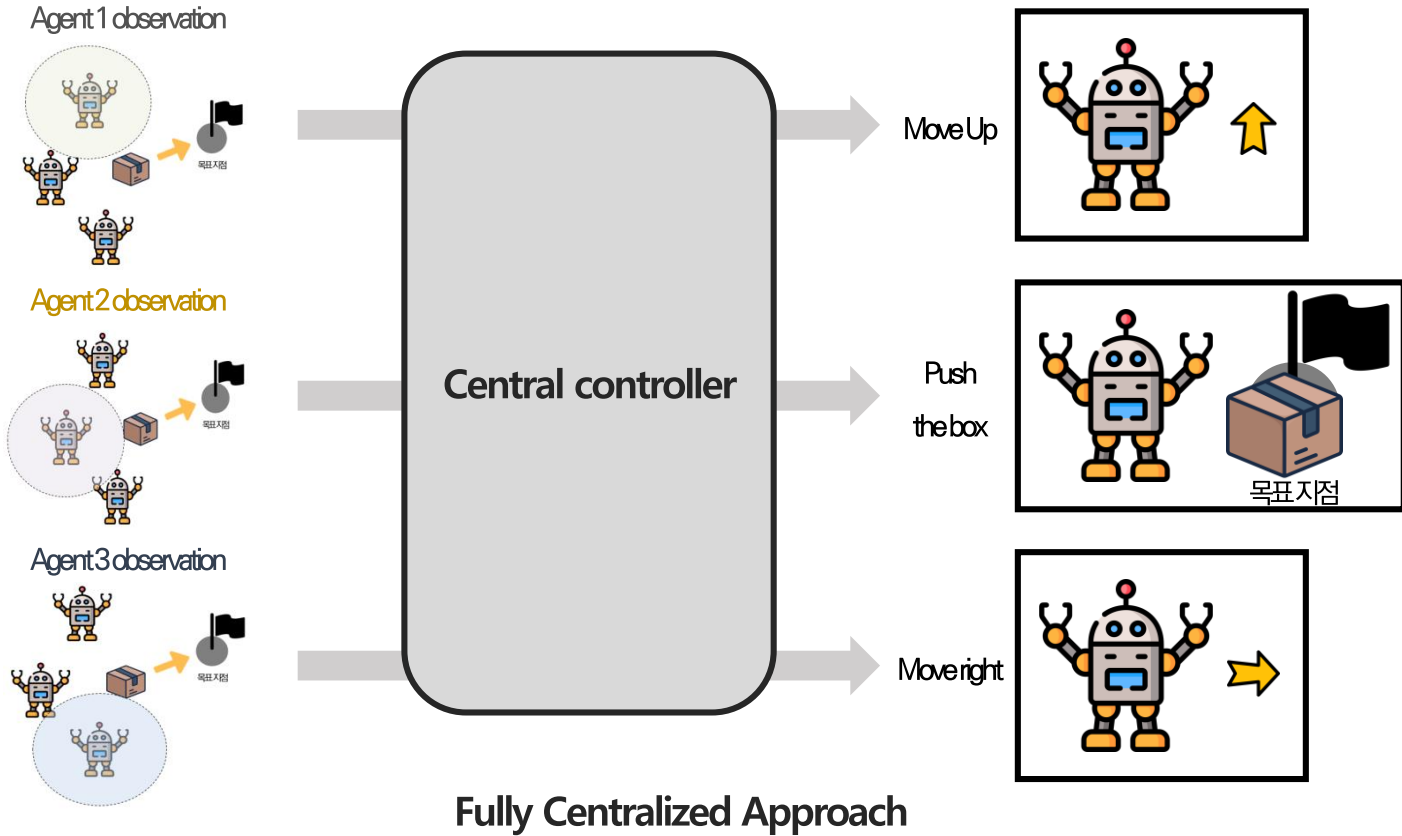 Agent 1 observation
목표 지점
Agent 2 observation
목표 지점
Agent 3 observation
목표 지점
Central controller
Move Up
Push
the box
목표 지점
Move right
Fully Centralized Approach